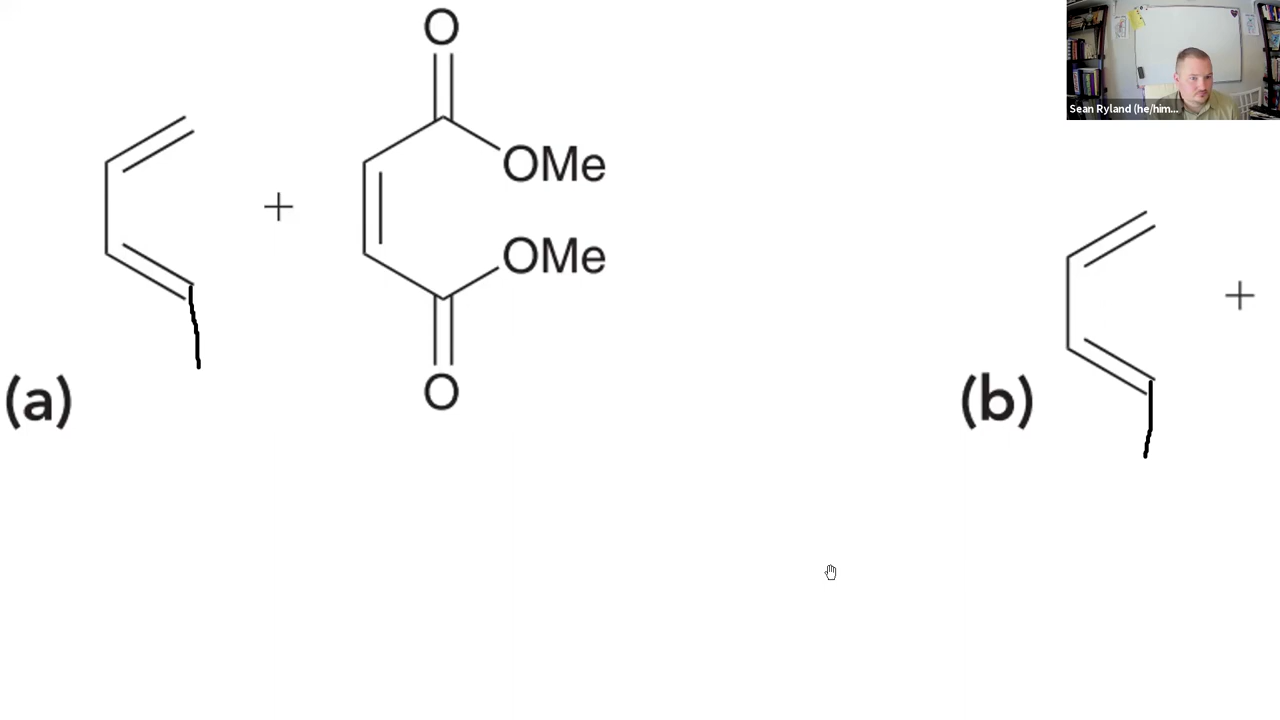 O
Sean Ryland (he/him...
OMe
+
OMe
+
O
(a)
(b)